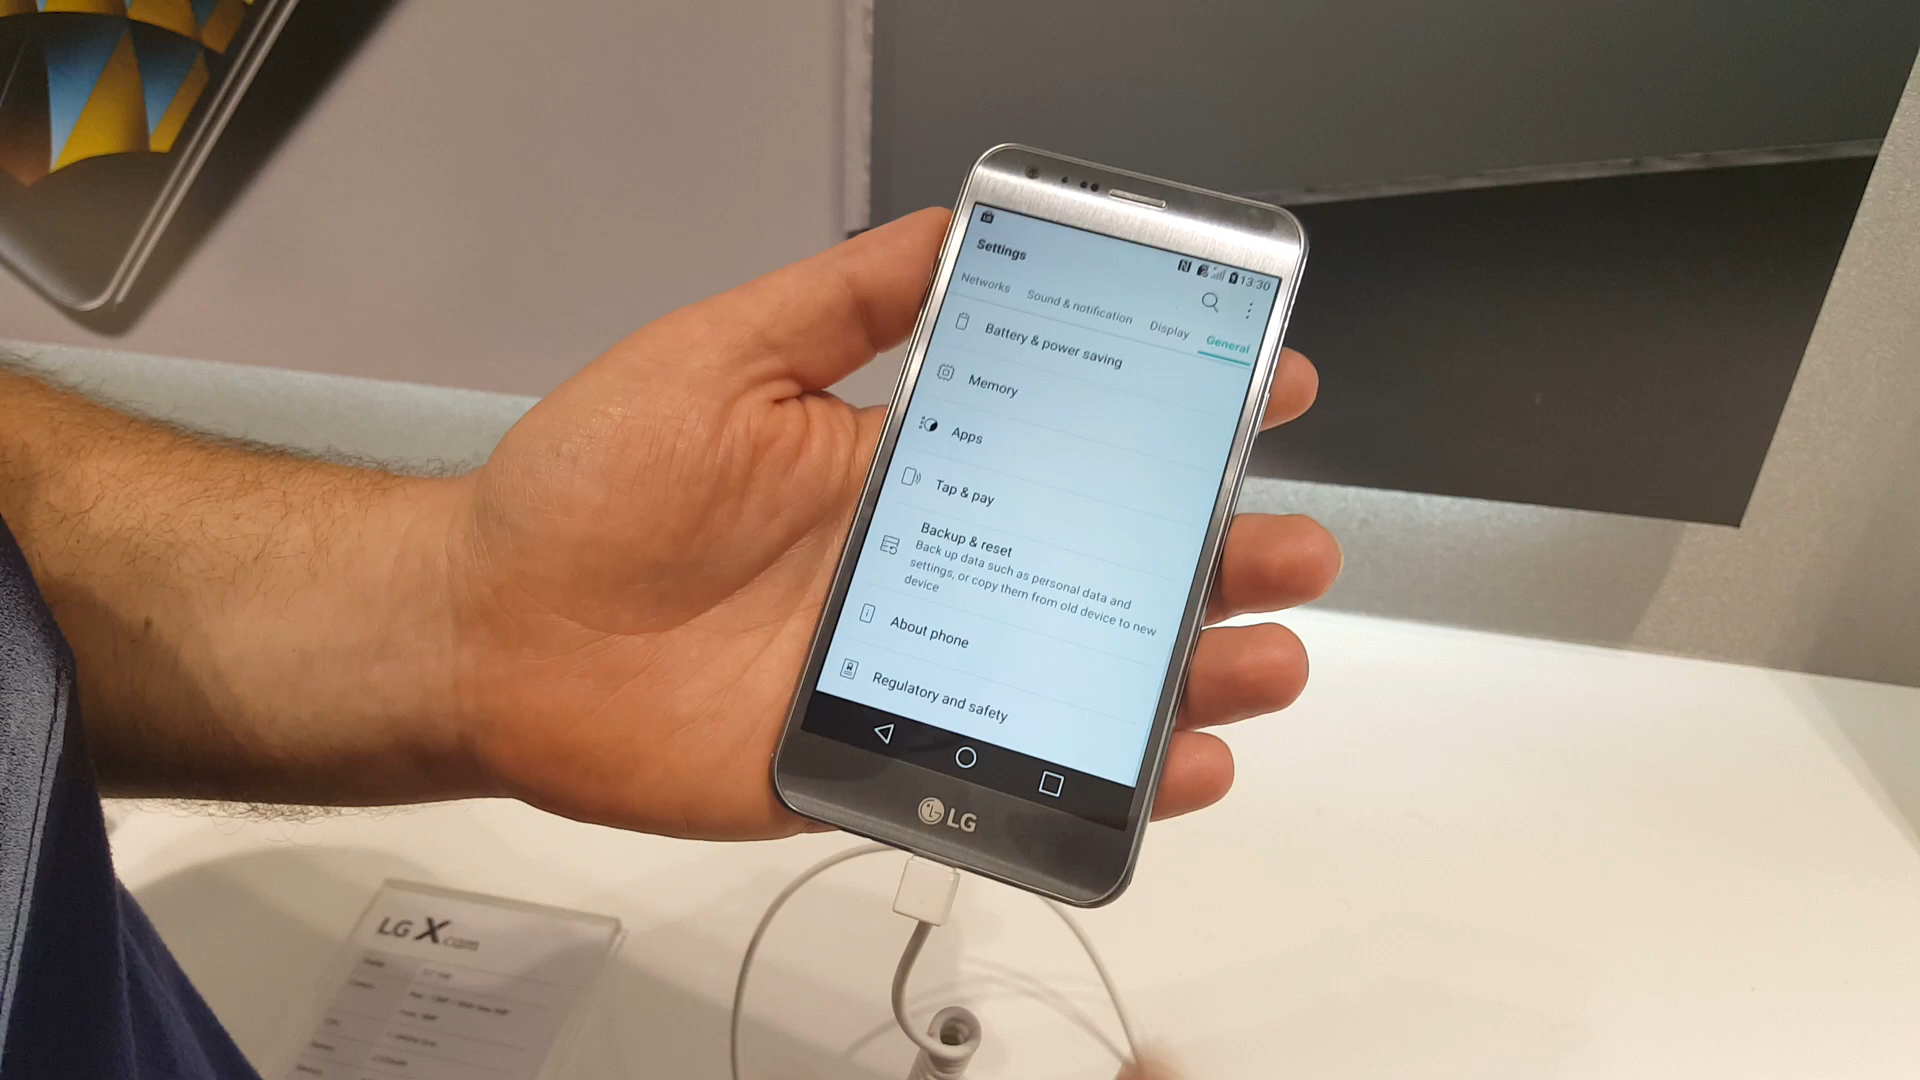 13:30
Settings
Networks
Sound & notification
Display
General
Battery & power saving
Memory
Apps
Tap & pay
Backup & reset
Back up data such as personal data and
settings, or copy them from old device to new
device
About phone
Regulatory and safety
LG
LG X cam